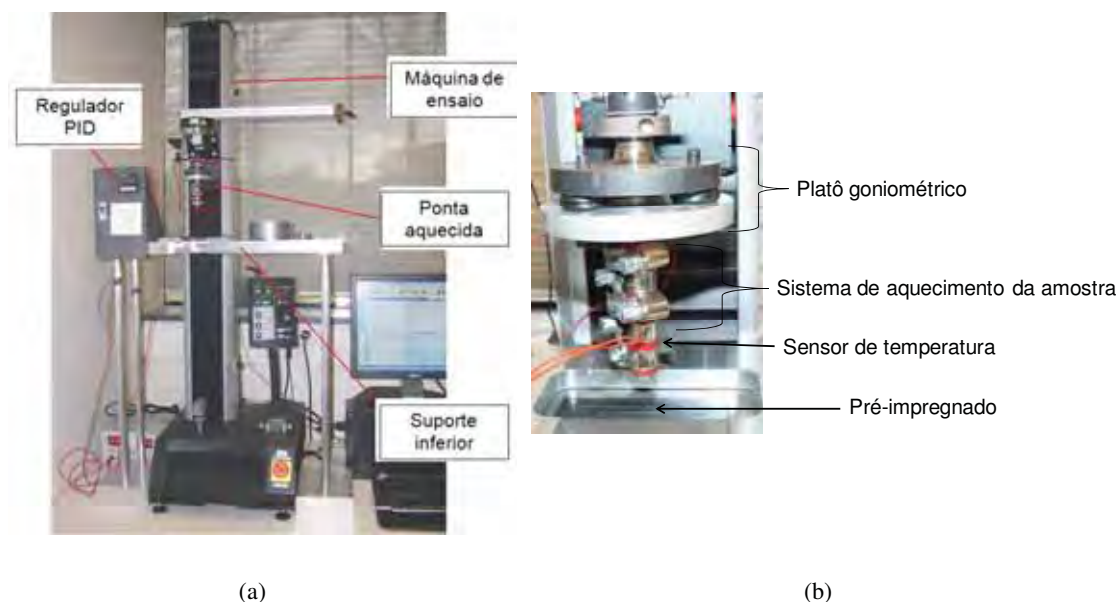 Máquina de
ensaio
Regulador
PID
Ponta
aquecida
Suporte
inferior
Platô goniométrico
Sistema de aquecimento da amostra
Sensor de temperatura
Pré-impregnado
(a)
(b)